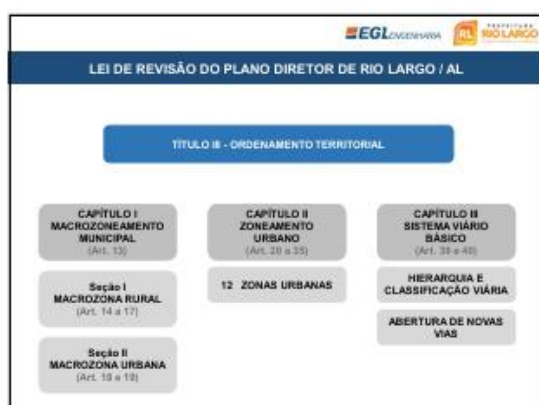 EGL ENGENHARIA
RL
PREFEITURA
RIO LARGO
LEI DE REVISÃO DO PLANO DIRETOR DE RIO LARGO / AL
TÍTULO III - ORDENAMENTO TERRITORIAL
CAPÍTULO I
MACROZONEAMENTO
MUNICIPAL
(Art. 13)
Seção I
MACROZONA RURAL
(Art. 14 a 17)
Seção II
MACROZONA URBANA
(Art. 18 e 19)
CAPÍTULO II
ZONEAMENTO
URBANO
(Art. 20 a 35)
12 ZONAS URBANAS
CAPÍTULO III
SISTEMA VIÁRIO
BÁSICO
(Art. 36 a 40)
HIERARQUIA E
CLASSIFICAÇÃO VIÁRIA
ABERTURA DE NOVAS
VIAS